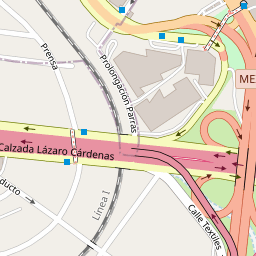 Prensa
Prolongación Parras
ME
Calzada Lázaro Cárdenas
ducto
Línea 1
Calle Textiles